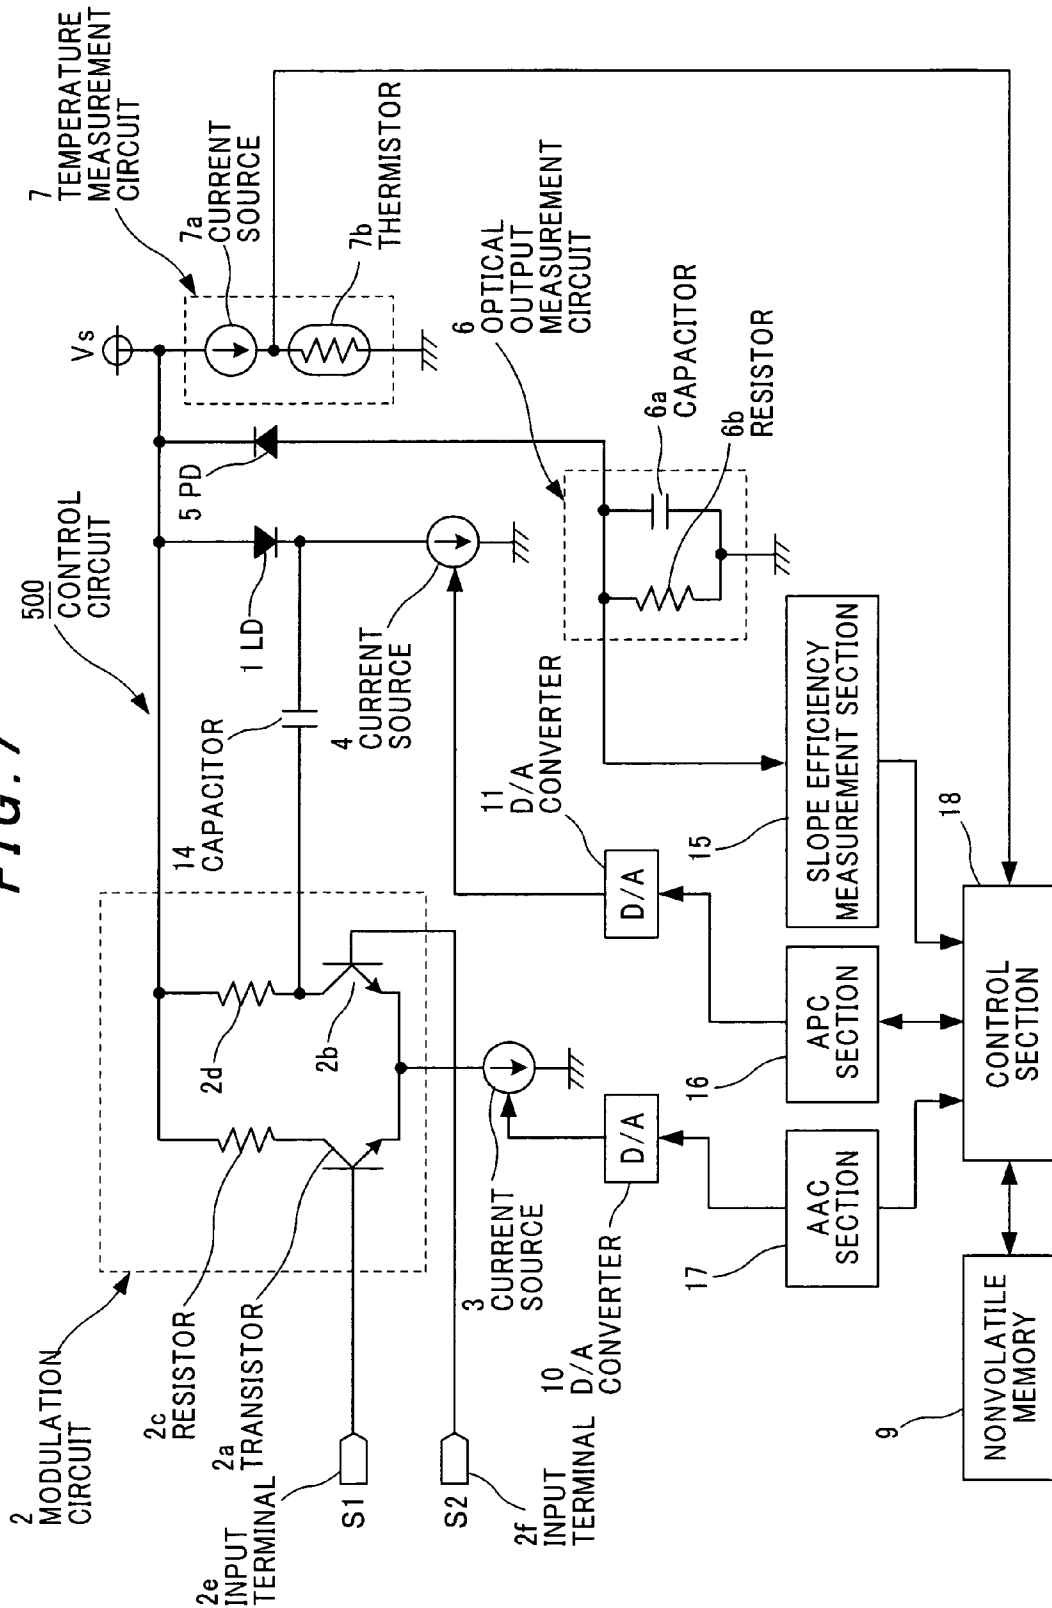 FIG. 7
500
CONTROL
CIRCUIT
2
MODULATION
CIRCUIT
2c
RESISTOR
2a
TRANSISTOR
2e
INPUT
TERMINAL
S1
S2
2f
INPUT
TERMINAL
2d
2b
14
CAPACITOR
1 LD
5 PD
Vs
7
TEMPERATURE
MEASUREMENT
CIRCUIT
7a
CURRENT
SOURCE
7b
THERMISTOR
3
CURRENT
SOURCE
4
CURRENT
SOURCE
6
OPTICAL
OUTPUT
MEASUREMENT
CIRCUIT
6a
CAPACITOR
6b
RESISTOR
10
D/A
CONVERTER
D/A
11
D/A
CONVERTER
D/A
17
AAC
SECTION
16
APC
SECTION
15
SLOPE EFFICIENCY
MEASUREMENT SECTION
9
NONVOLATILE
MEMORY
18
CONTROL
SECTION